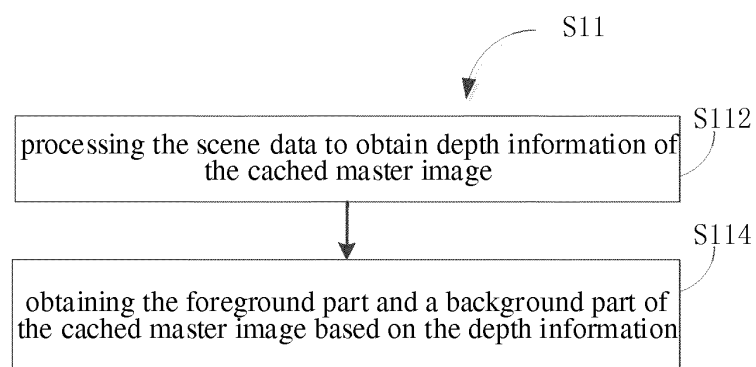 S11
S112
processing the scene data to obtain depth information of
the cached master image
S114
obtaining the foreground part and a background part of
the cached master image based on the depth information